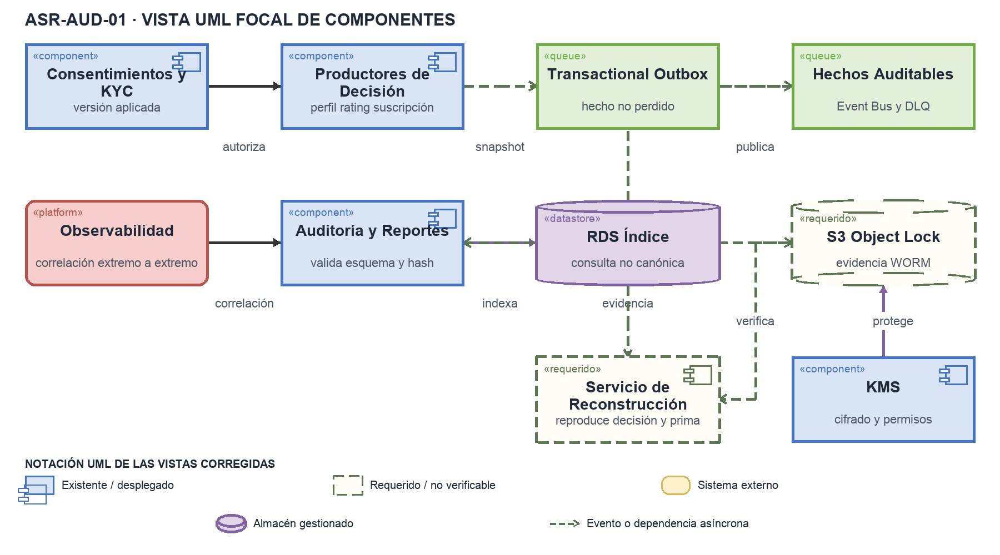 ASR-AUD-01 · VISTA UML FOCAL DE COMPONENTES
«component»
Consentimientos y
KYC
versión aplicada
«component»
Productores de
Decisión
perfil rating suscripción
«queue»
Transactional Outbox
hecho no perdido
«queue»
Hechos Auditables
Event Bus y DLQ
autoriza
snapshot
publica
«platform»
Observabilidad
correlación extremo a extremo
«component»
Auditoría y Reportes
valida esquema y hash
«datastore»
RDS Índice
consulta no canónica
«requerido»
S3 Object Lock
evidencia WORM
correlación
indexa
evidencia
verifica
protege
«requerido»
Servicio de
Reconstrucción
reproduce decisión y prima
«component»
KMS
cifrado y permisos
NOTACIÓN UML DE LAS VISTAS CORREGIDAS
Existente / desplegado
Requerido / no verificable
Sistema externo
Almacén gestionado
Evento o dependencia asíncrona